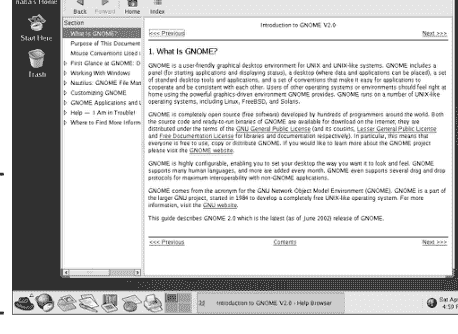 nata's Home
Back Forward Home Index
Start Here
Trash
Section
What Is GNOME?
Purpose of This Document
Mouse Conventions Used i
First Glance at GNOME: D
Working With Windows
Nautilus: GNOME File Man
Customizing GNOME
GNOME Applications and U
Help — I Am in Trouble!
Where to Find More Inform
Introduction to GNOME V2.0
<<< Previous Next >>>
1. What Is GNOME?
GNOME is a user-friendly graphical desktop environment for UNIX and UNIX-like systems. GNOME includes a
panel (for starting applications and displaying status), a desktop (where data and applications can be placed), a set
of standard desktop tools and applications, and a set of conventions that make it easy for applications to
cooperate and be consistent with each other. Users of other operating systems or environments should feel right at
home using the powerful graphics-driven environment GNOME provides. GNOME runs on a number of UNIX-like
operating systems, including Linux, FreeBSD, and Solaris.
GNOME is completely open source (free software) developed by hundreds of programmers around the world. Both
the source code and ready-to-run binaries of GNOME are available for download on the Internet; they are
distributed under the terms of the GNU General Public License (and its cousins, Lesser General Public License
and Free Documentation License for libraries and documentation respectively). In particular, this means that
everyone is free to use, copy or distribute GNOME. If you would like to learn more about the GNOME project
please visit the GNOME website.
GNOME is highly configurable, enabling you to set your desktop the way you want it to look and feel. GNOME
supports many human languages, and more are added every month. GNOME even supports several drag and drop
protocols for maximum interoperability with non-GNOME applications.
GNOME comes from the acronym for the GNU Network Object Model Environment (GNOME). GNOME is a part of
the larger GNU project, started in 1984 to develop a completely free UNIX-like operating system. For more
information, visit the GNU website.
This guide describes GNOME 2.0 which is the latest (as of June 2002) release of GNOME.
<<< Previous Contents Next >>>
Introduction to GNOME V2.0 - Help Browser
Sat Ap
4:59 P